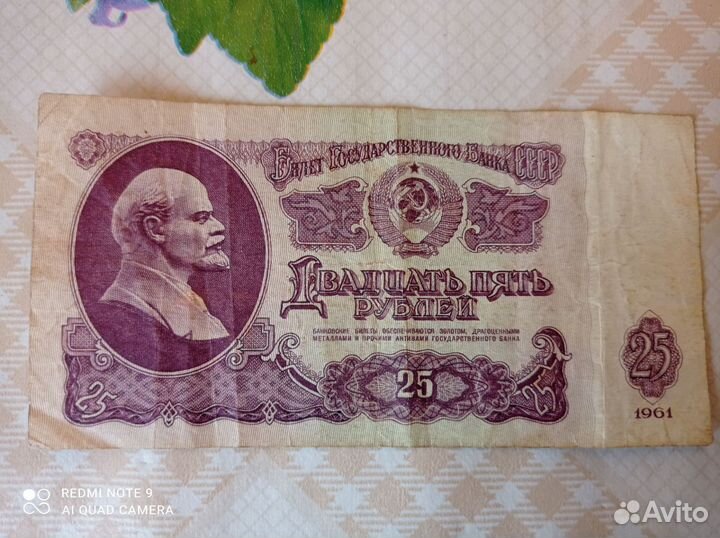 Билет Государственного Банка СССР
Двадцать пять
рублей
БАНКОВСКИЕ БИЛЕТЫ ОБЕСПЕЧИВАЮТСЯ ЗОЛОТОМ, ДРАГОЦЕННЫМИ
МЕТАЛЛАМИ И ПРОЧИМИ АКТИВАМИ ГОСУДАРСТВЕННОГО БАНКА
25
25
25
25
1961
REDMI NOTE 9
AI QUAD CAMERA
Avito